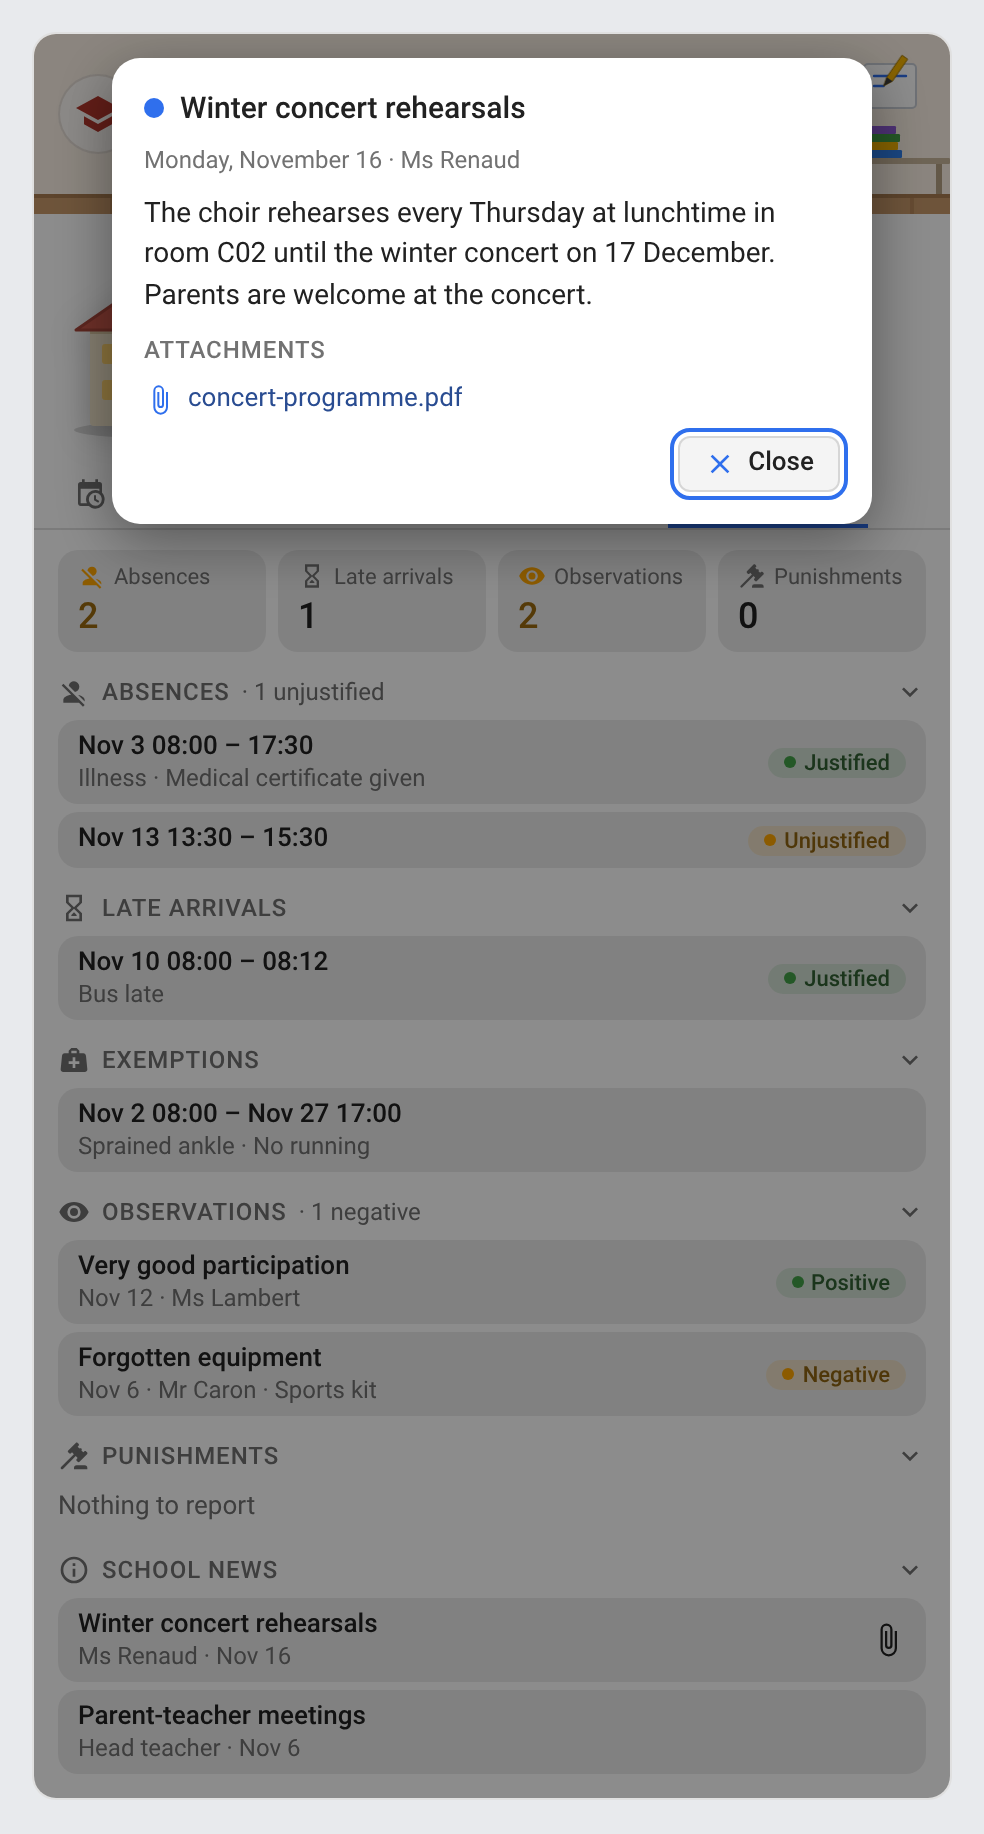 Winter concert rehearsals
Monday, November 16 · Ms Renaud
The choir rehearses every Thursday at lunchtime in
room C02 until the winter concert on 17 December.
Parents are welcome at the concert.
ATTACHMENTS
concert-programme.pdf
Close
Absences
2
Late arrivals
1
Observations
2
Punishments
0
ABSENCES · 1 unjustified
Nov 3 08:00 – 17:30
Illness · Medical certificate given
Justified
Nov 13 13:30 – 15:30
Unjustified
LATE ARRIVALS
Nov 10 08:00 – 08:12
Bus late
Justified
EXEMPTIONS
Nov 2 08:00 – Nov 27 17:00
Sprained ankle · No running
OBSERVATIONS · 1 negative
Very good participation
Nov 12 · Ms Lambert
Positive
Forgotten equipment
Nov 6 · Mr Caron · Sports kit
Negative
PUNISHMENTS
Nothing to report
SCHOOL NEWS
Winter concert rehearsals
Ms Renaud · Nov 16
Parent-teacher meetings
Head teacher · Nov 6